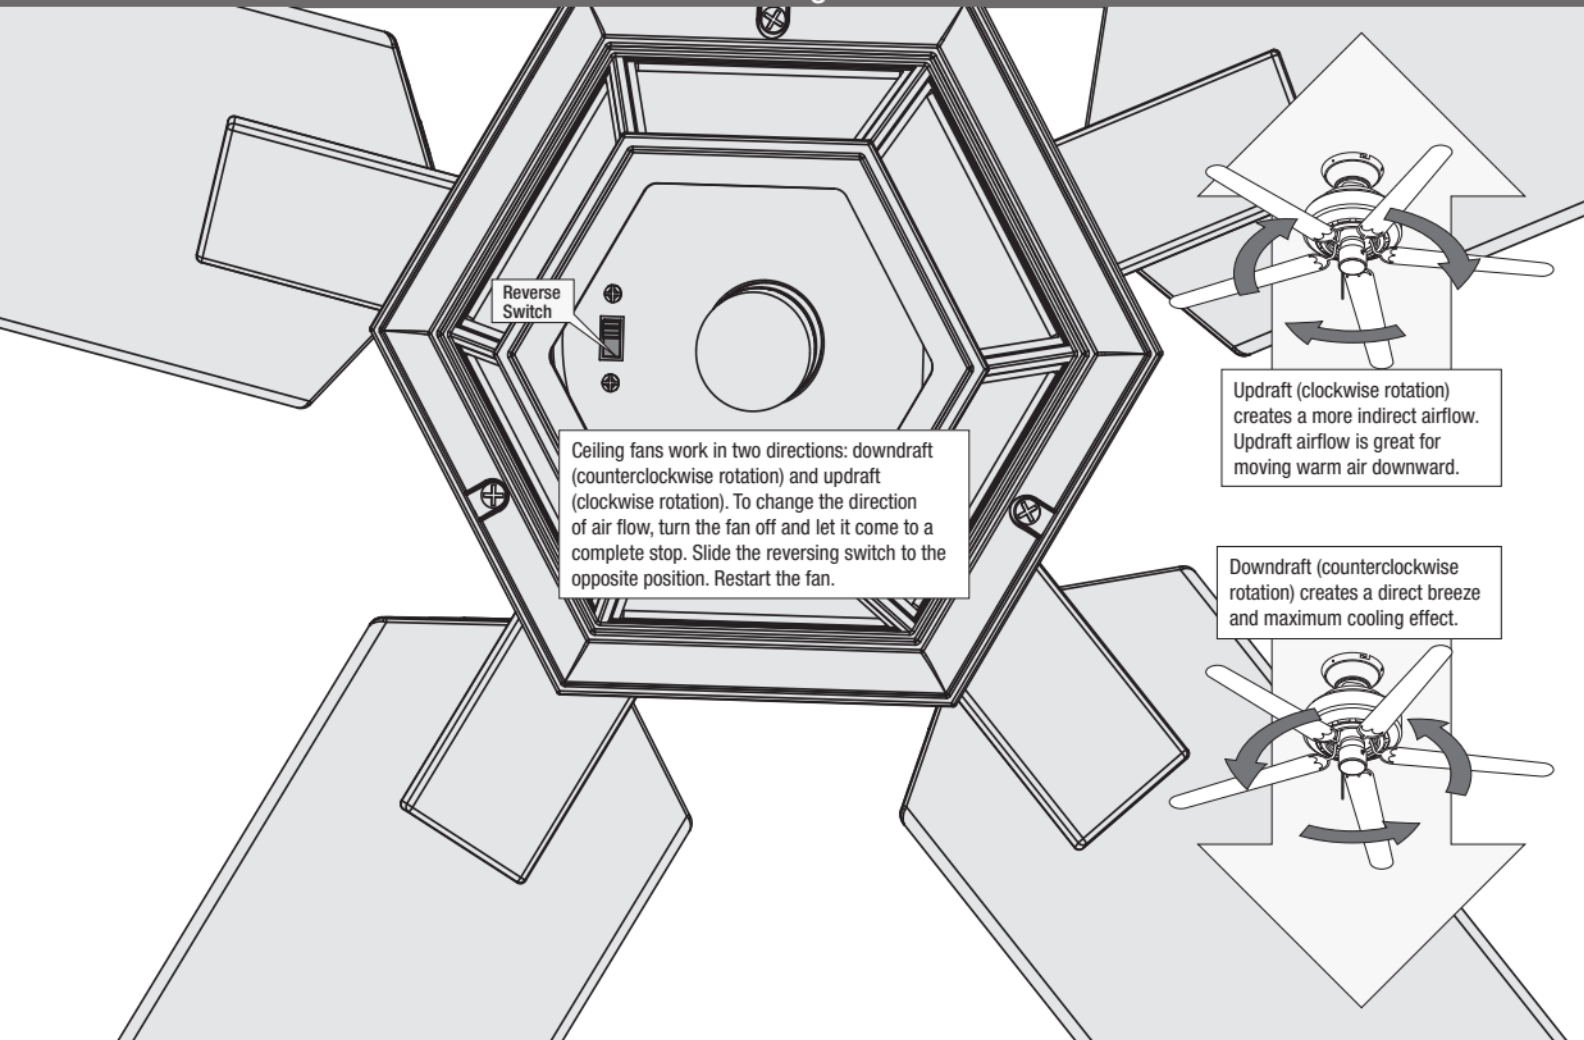 Reverse
Switch
Ceiling fans work in two directions: downdraft
(counterclockwise rotation) and updraft
(clockwise rotation). To change the direction
of air flow, turn the fan off and let it come to a
complete stop. Slide the reversing switch to the
opposite position. Restart the fan.
Updraft (clockwise rotation)
creates a more indirect airflow.
Updraft airflow is great for
moving warm air downward.
Downdraft (counterclockwise
rotation) creates a direct breeze
and maximum cooling effect.